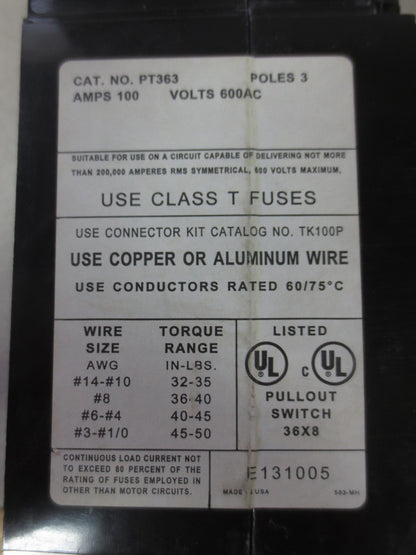 CAT. NO. PT363 POLES 3
AMPS 100 VOLTS 600AC
SUITABLE FOR USE ON A CIRCUIT CAPABLE OF DELIVERING NOT MORE
THAN 200,000 AMPERES RMS SYMMETRICAL, 600 VOLTS MAXIMUM.
USE CLASS T FUSES
USE CONNECTOR KIT CATALOG NO. TK100P
USE COPPER OR ALUMINUM WIRE
USE CONDUCTORS RATED 60/75°C
WIRE TORQUE
SIZE RANGE
AWG IN-LBS.
#14-#10 32-35
#8 36-40
#6-#4 40-45
#3-#1/0 45-50
LISTED
UL C UL
PULLOUT
SWITCH
36X8
CONTINUOUS LOAD CURRENT NOT
TO EXCEED 80 PERCENT OF THE
RATING OF FUSES EMPLOYED IN
OTHER THAN MOTOR CIRCUITS.
E131005
MADE IN USA 503-MH